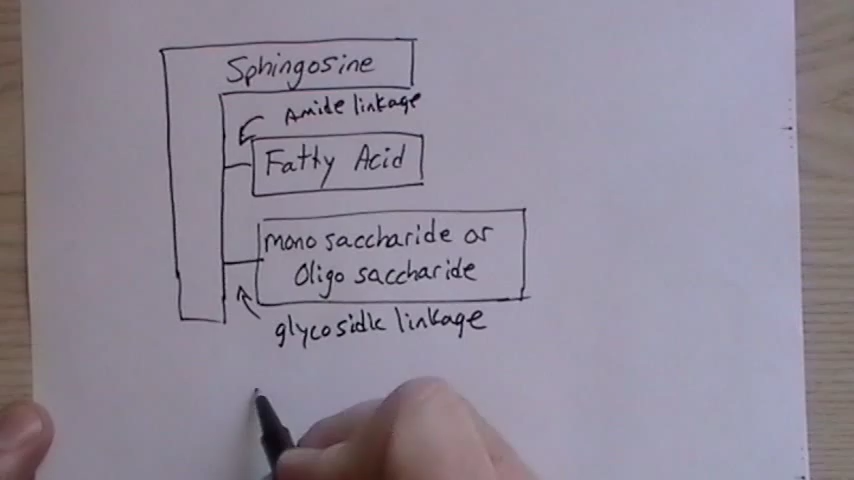 Sphingosine
Amide linkage
Fatty Acid
mono saccharide or
Oligo saccharide
glycosidic linkage